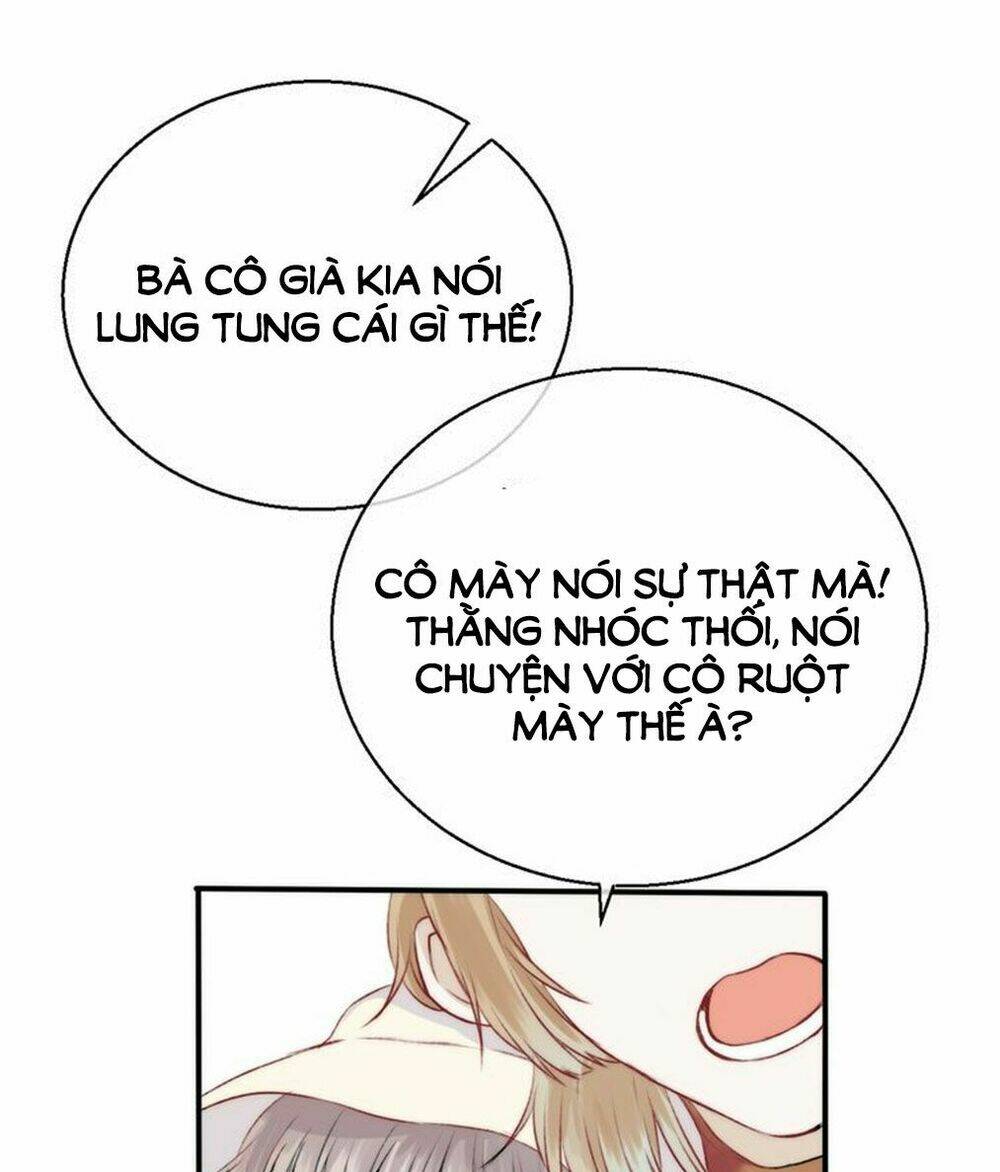 BÀ CÔ GIÀ KIA NÓI
LUNG TUNG CÁI GÌ THẾ!
CÔ MÀY NÓI SỰ THẬT MÀ!
THẰNG NHÓC THỐI, NÓI
CHUYỆN VỚI CÔ RUỘT
MÀY THẾ À?